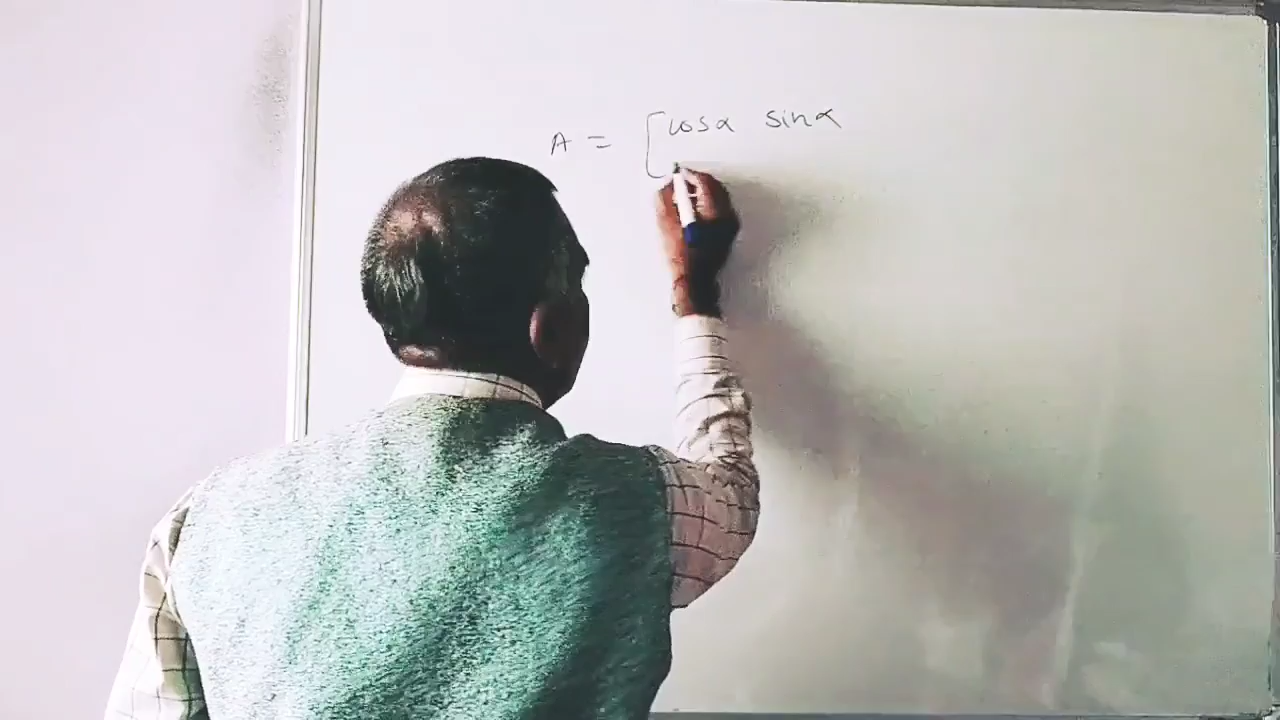 A = [cosα sinα